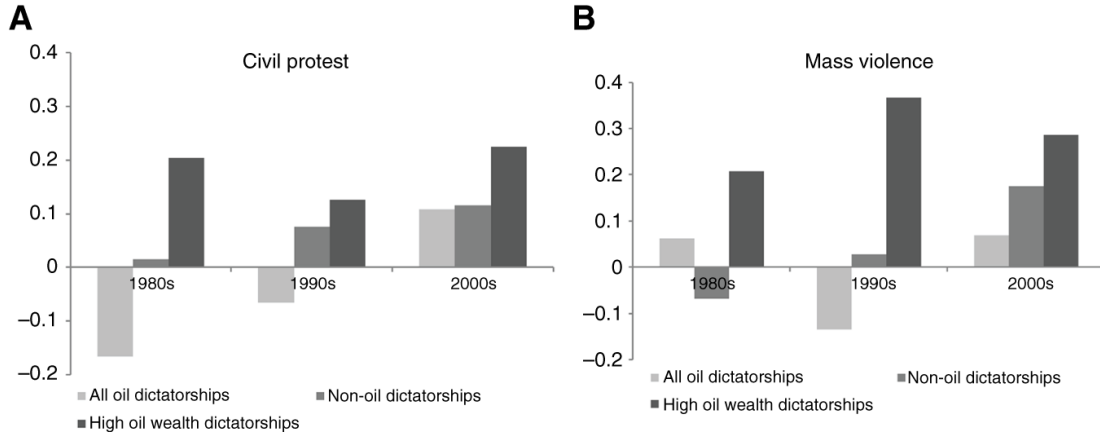 A
Civil protest
0.4
0.3
0.2
0.1
0
–0.1
–0.2
1980s
1990s
2000s
All oil dictatorships
Non-oil dictatorships
High oil wealth dictatorships
B
Mass violence
0.4
0.3
0.2
0.1
0
–0.1
–0.2
1980s
1990s
2000s
All oil dictatorships
Non-oil dictatorships
High oil wealth dictatorships